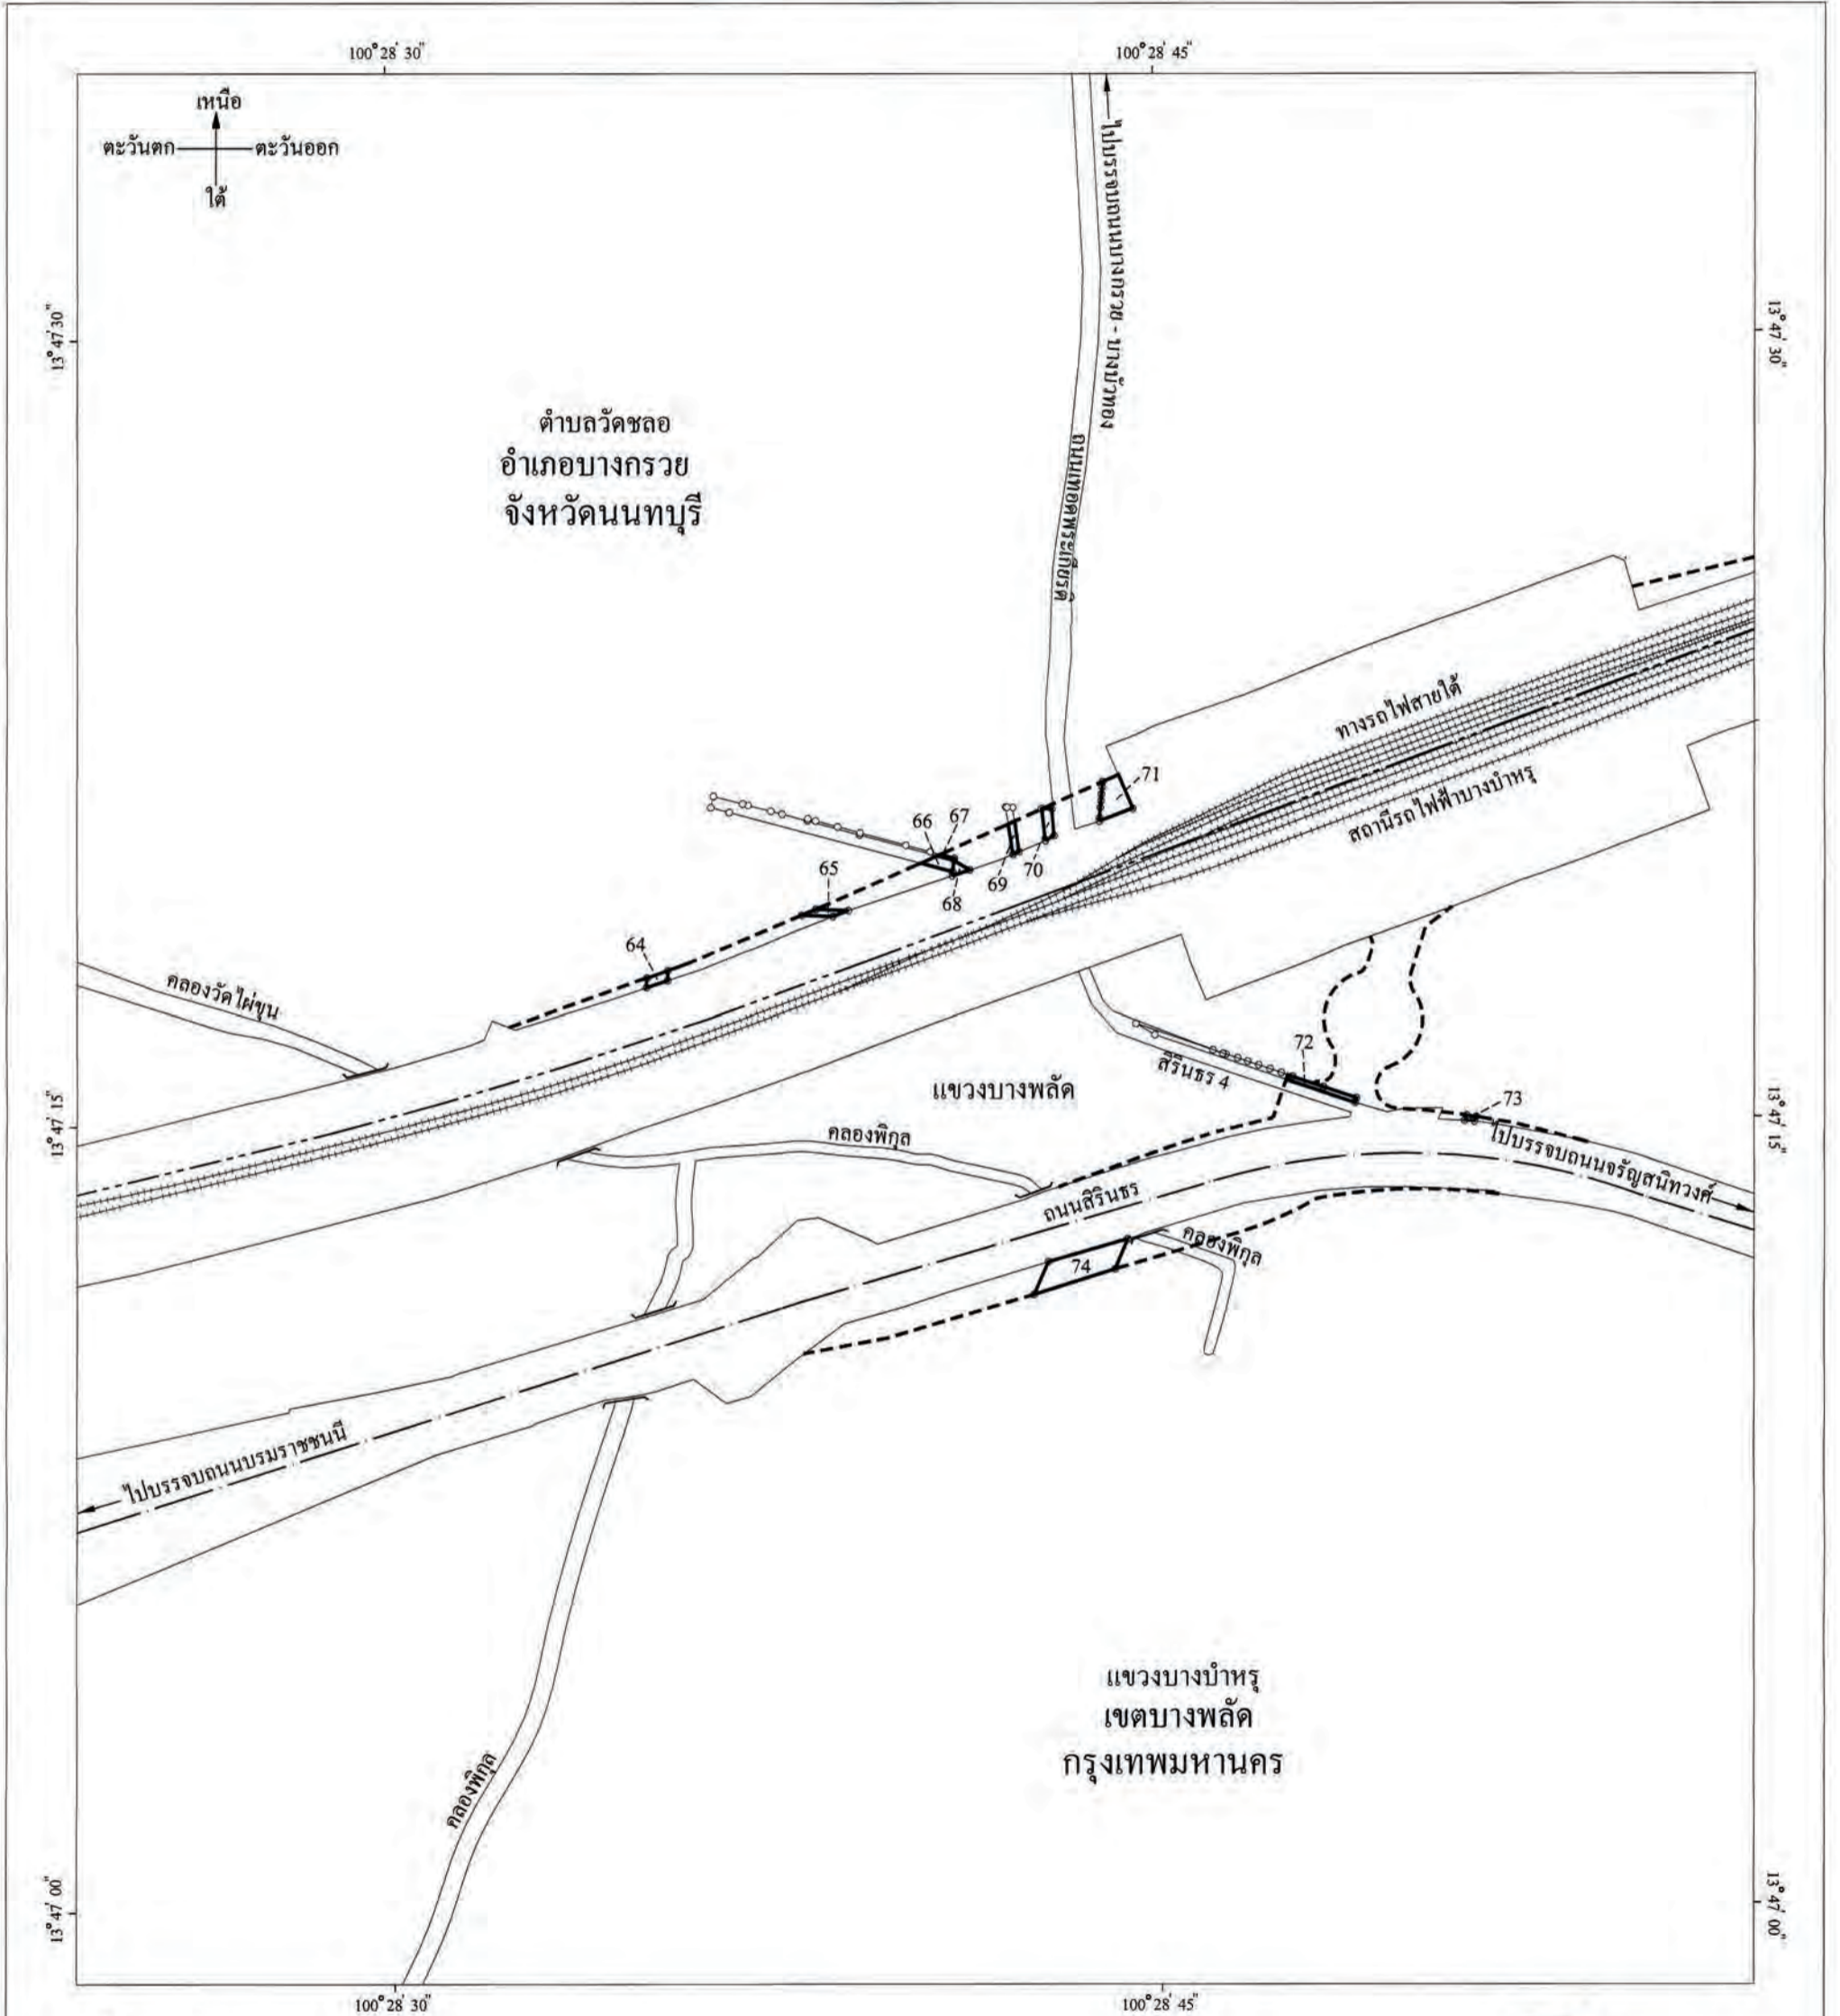 100° 28' 30"
100° 28' 45"
เหนือ
ตะวันตก
ตะวันออก
ใต้
ไปบรรจบถนนบางกรวย - บางบัวทอง
13° 47' 30"
13° 47' 30"
ตำบลวัดชลอ
อำเภอบางกรวย
จังหวัดนนทบุรี
ถนนเทอดพระเกียรติ
ทางรถไฟสายใต้
สถานีรถไฟฟ้าบางบำหรุ
71
67
66
70
69
68
65
64
คลองวัดไผ่ขุน
72
สิรินธร 4
แขวงบางพลัด
73
13° 47' 15"
13° 47' 15"
คลองพิกุล
ไปบรรจบถนนจรัญสนิทวงศ์
ถนนสิรินธร
คลองพิกุล
74
ไปบรรจบถนนบรมราชชนนี
แขวงบางบำหรุ
เขตบางพลัด
กรุงเทพมหานคร
คลองพิกุล
13° 47' 00"
13° 47' 00"
100° 28' 30"
100° 28' 45"